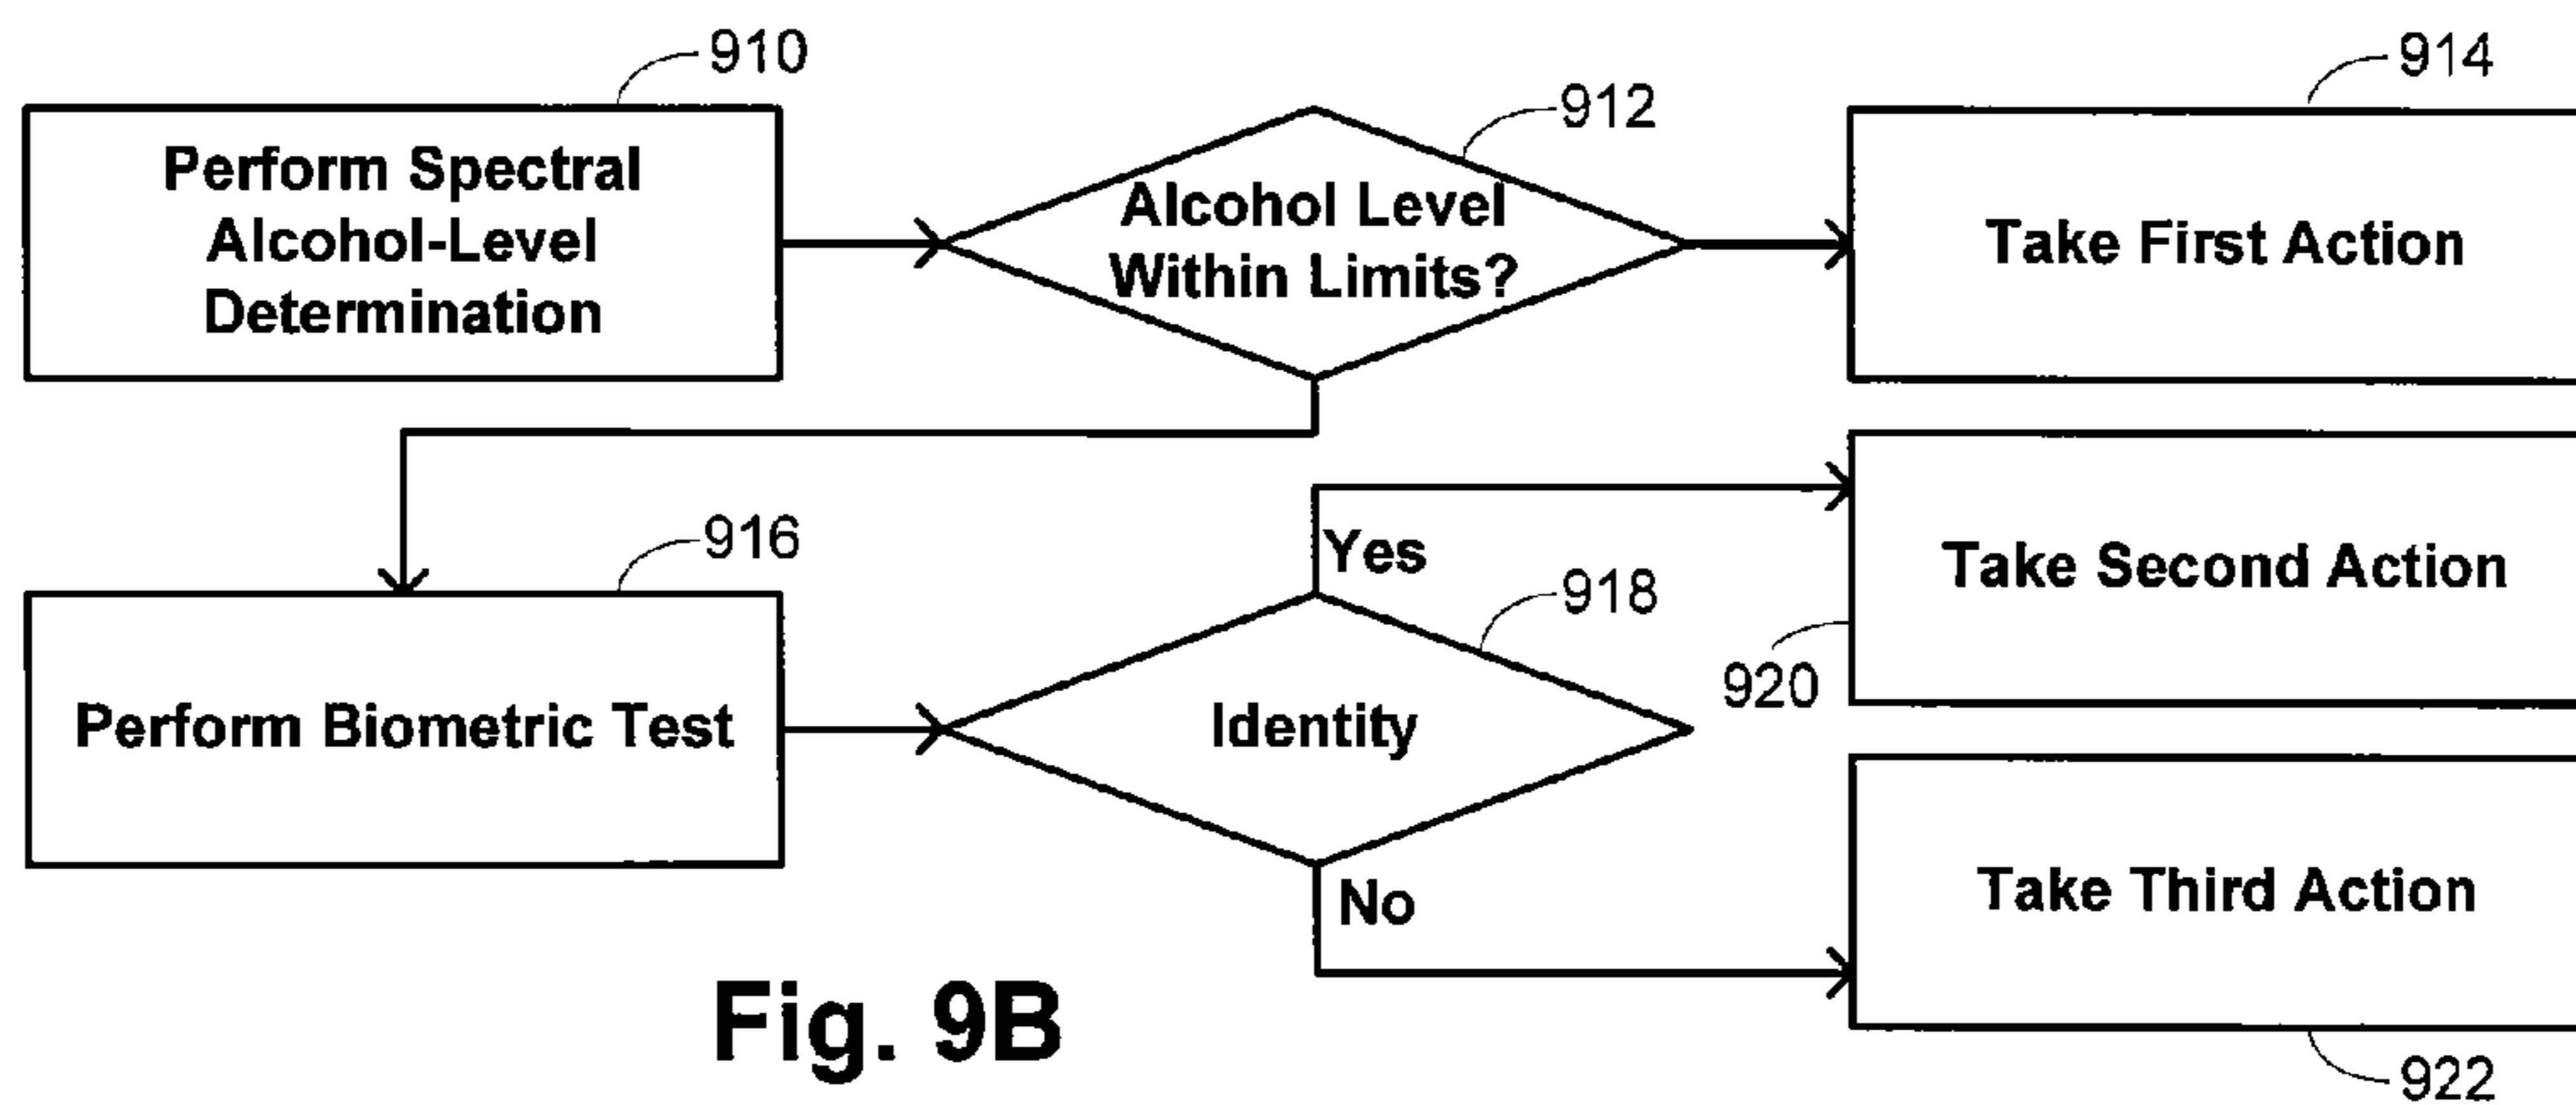 910
Perform Spectral
Alcohol-Level
Determination
912
Alcohol Level
Within Limits?
914
Take First Action
916
Perform Biometric Test
918
Identity
Yes
No
920
Take Second Action
Take Third Action
922
Fig. 9B